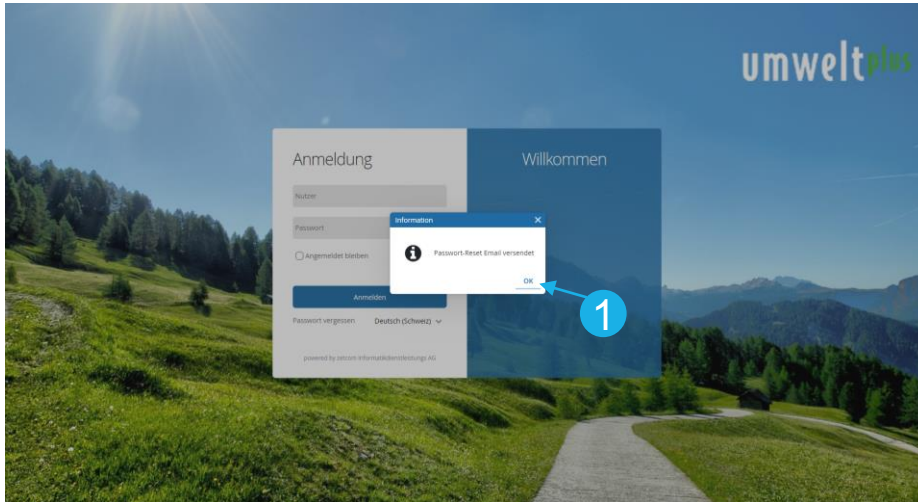 umweltplus
Anmeldung
Willkommen
Nutzer
Passwort
Information
Passwort-Reset Email versendet
OK
Angemeldet bleiben
Anmelden
Passwort vergessen
Deutsch (Schweiz)
powered by zetcom Informatikdienstleistungs AG
1